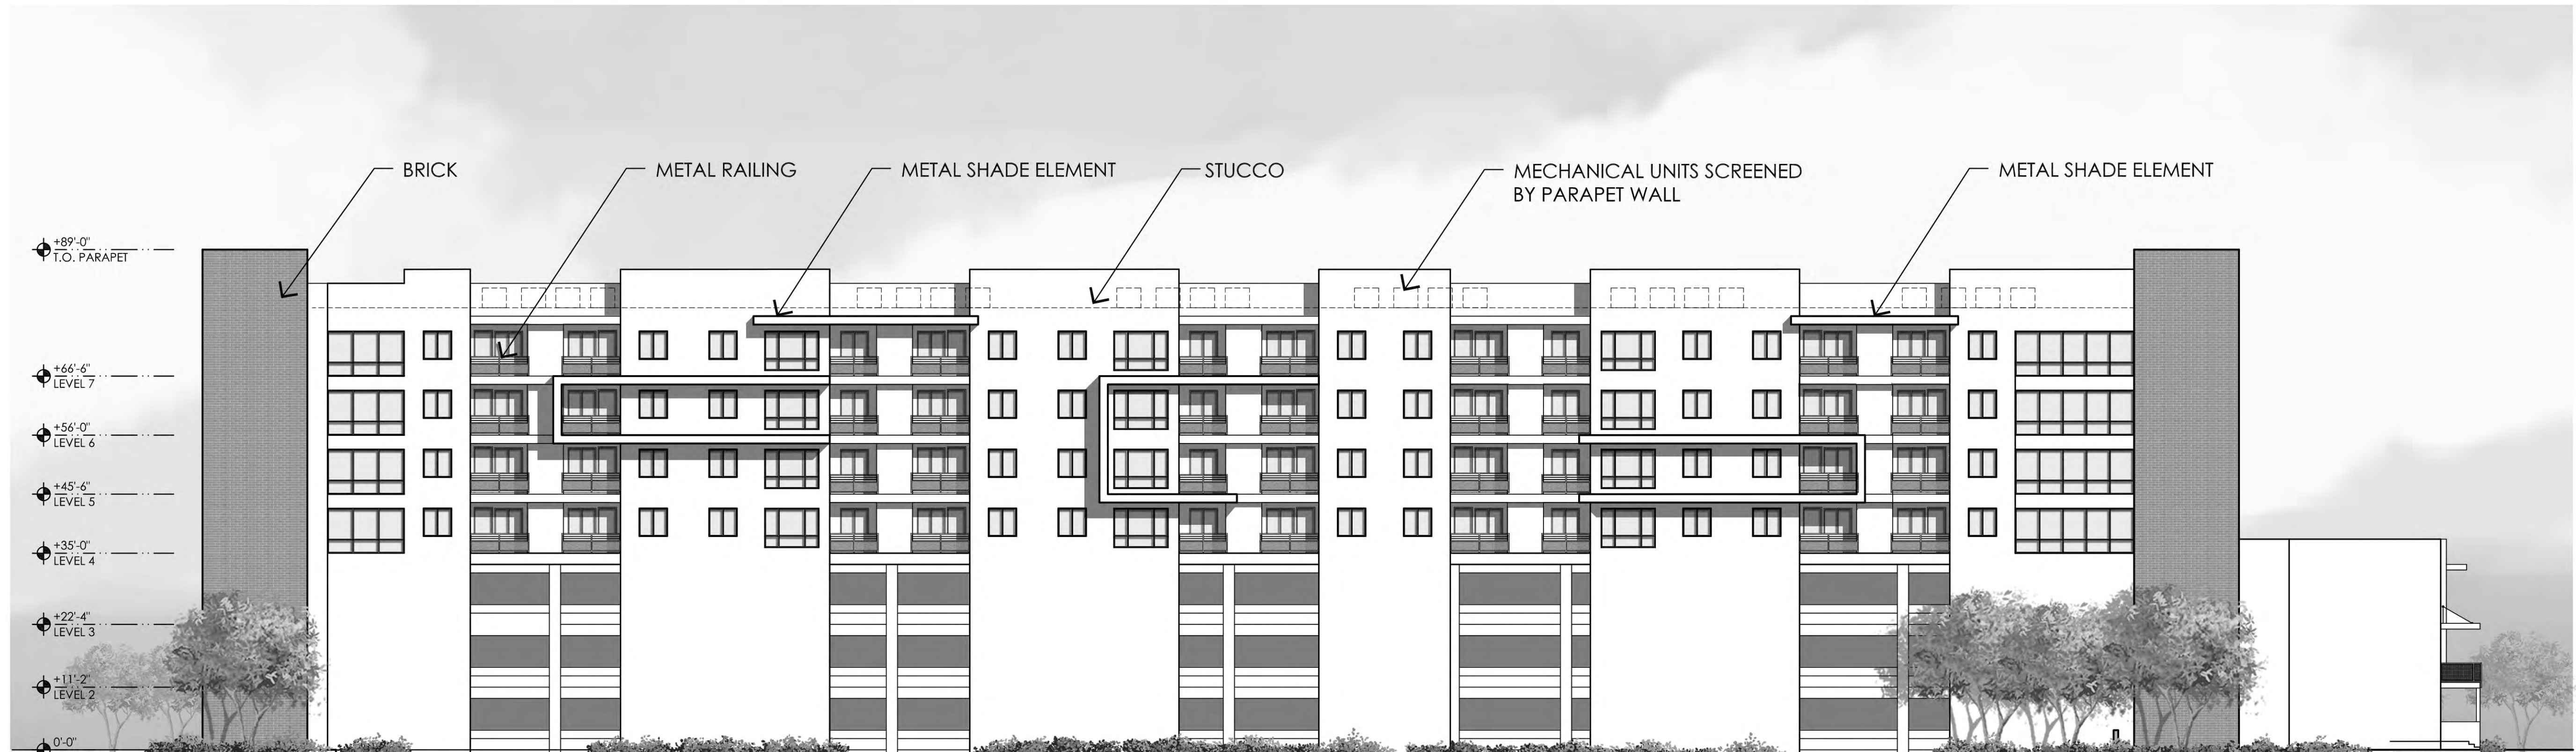 BRICK
METAL RAILING
METAL SHADE ELEMENT
STUCCO
MECHANICAL UNITS SCREENED
BY PARAPET WALL
METAL SHADE ELEMENT
+89'-0"
T.O. PARAPET
+66'-6"
LEVEL 7
+56'-0"
LEVEL 6
+45'-6"
LEVEL 5
+35'-0"
LEVEL 4
+22'-4"
LEVEL 3
+11'-2"
LEVEL 2
0'-0"